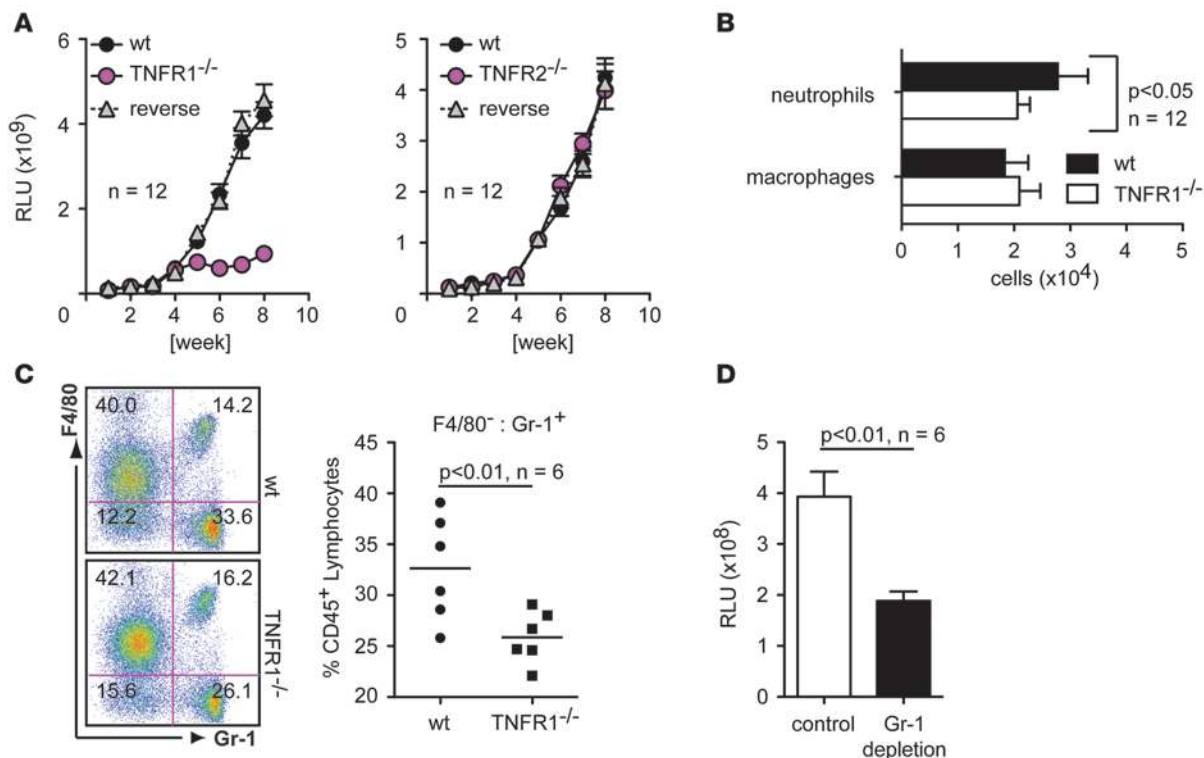 A
RLU (x10⁹)
6
4
2
0
wt
TNFR1⁻/⁻
reverse
n = 12
2 4 6 8 10
[week]
5
4
3
2
1
0
wt
TNFR2⁻/⁻
reverse
n = 12
2 4 6 8 10
[week]
B
neutrophils
macrophages
p<0.05
n = 12
wt
TNFR1⁻/⁻
0 1 2 3 4 5
cells (x10⁴)
C
F4/80
40.0 14.2
12.2 33.6
wt
42.1 16.2
15.6 26.1
TNFR1⁻/⁻
Gr-1
F4/80⁻ : Gr-1⁺
p<0.01, n = 6
% CD45⁺ Lymphocytes
45
40
35
30
25
20
wt TNFR1⁻/⁻
D
p<0.01, n = 6
RLU (x10⁸)
5
4
3
2
1
0
control Gr-1
depletion